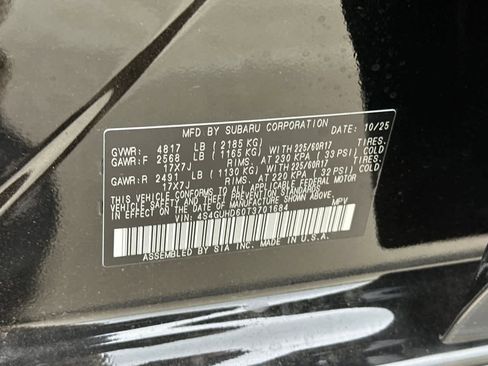 MFD. BY SUBARU CORPORATION DATE: 10/25
GVWR: 4817 LB (2185 KG)
GAWR:F 2568 LB (1165 KG) WITH 225/60R17 TIRES.
17X7J RIMS. AT 230 KPA (33 PSI) COLD
GAWR:R 2491 LB (1130 KG) WITH 225/60R17 TIRES.
17X7J RIMS. AT 220 KPA (32 PSI) COLD
THIS VEHICLE CONFORMS TO ALL APPLICABLE FEDERAL MOTOR
VEHICLE SAFETY AND THEFT PREVENTION STANDARDS
IN EFFECT ON THE DATE OF MANUFACTURE SHOWN ABOVE.
VIN: 4S4GUHD60T3701684 MPV
ASSEMBLED BY SIA INC. MADE IN U.S.A.